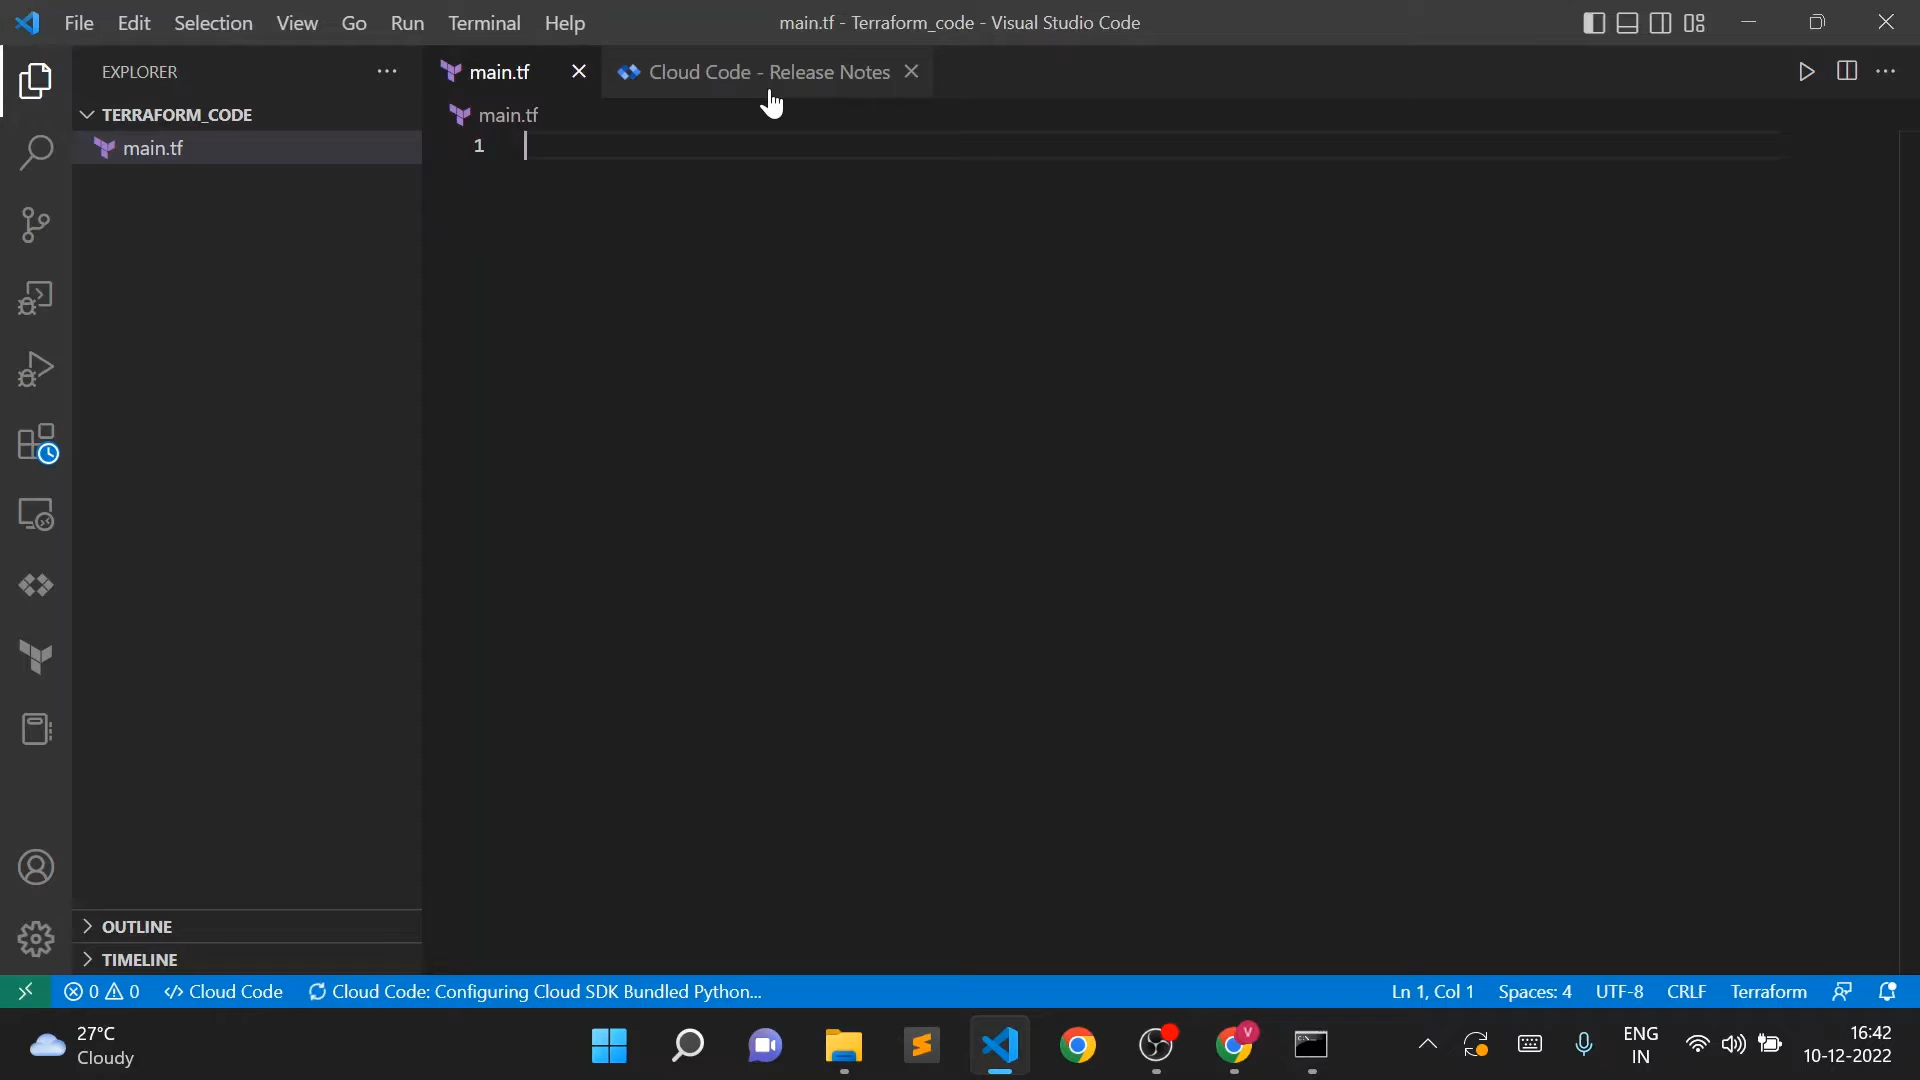 File Edit Selection View Go Run Terminal Help main.tf - Terraform_code - Visual Studio Code
EXPLORER
main.tf Cloud Code - Release Notes
TERRAFORM_CODE
main.tf
main.tf
1
OUTLINE
TIMELINE
0 0 Cloud Code Cloud Code: Configuring Cloud SDK Bundled Python... Ln 1, Col 1 Spaces: 4 UTF-8 CRLF Terraform
27°C
Cloudy
V
ENG
IN
16:42
10-12-2022